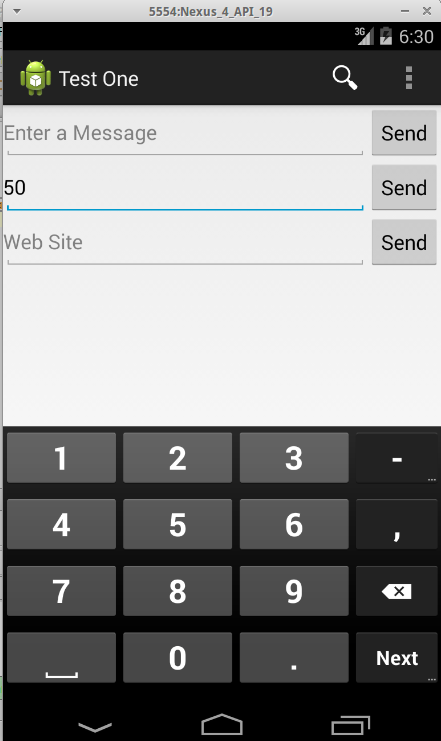 5554:Nexus_4_API_19
3G 6:30
Test One
Enter a Message Send
50 Send
Web Site Send
1 2 3 -
4 5 6 ,
7 8 9
0 . Next